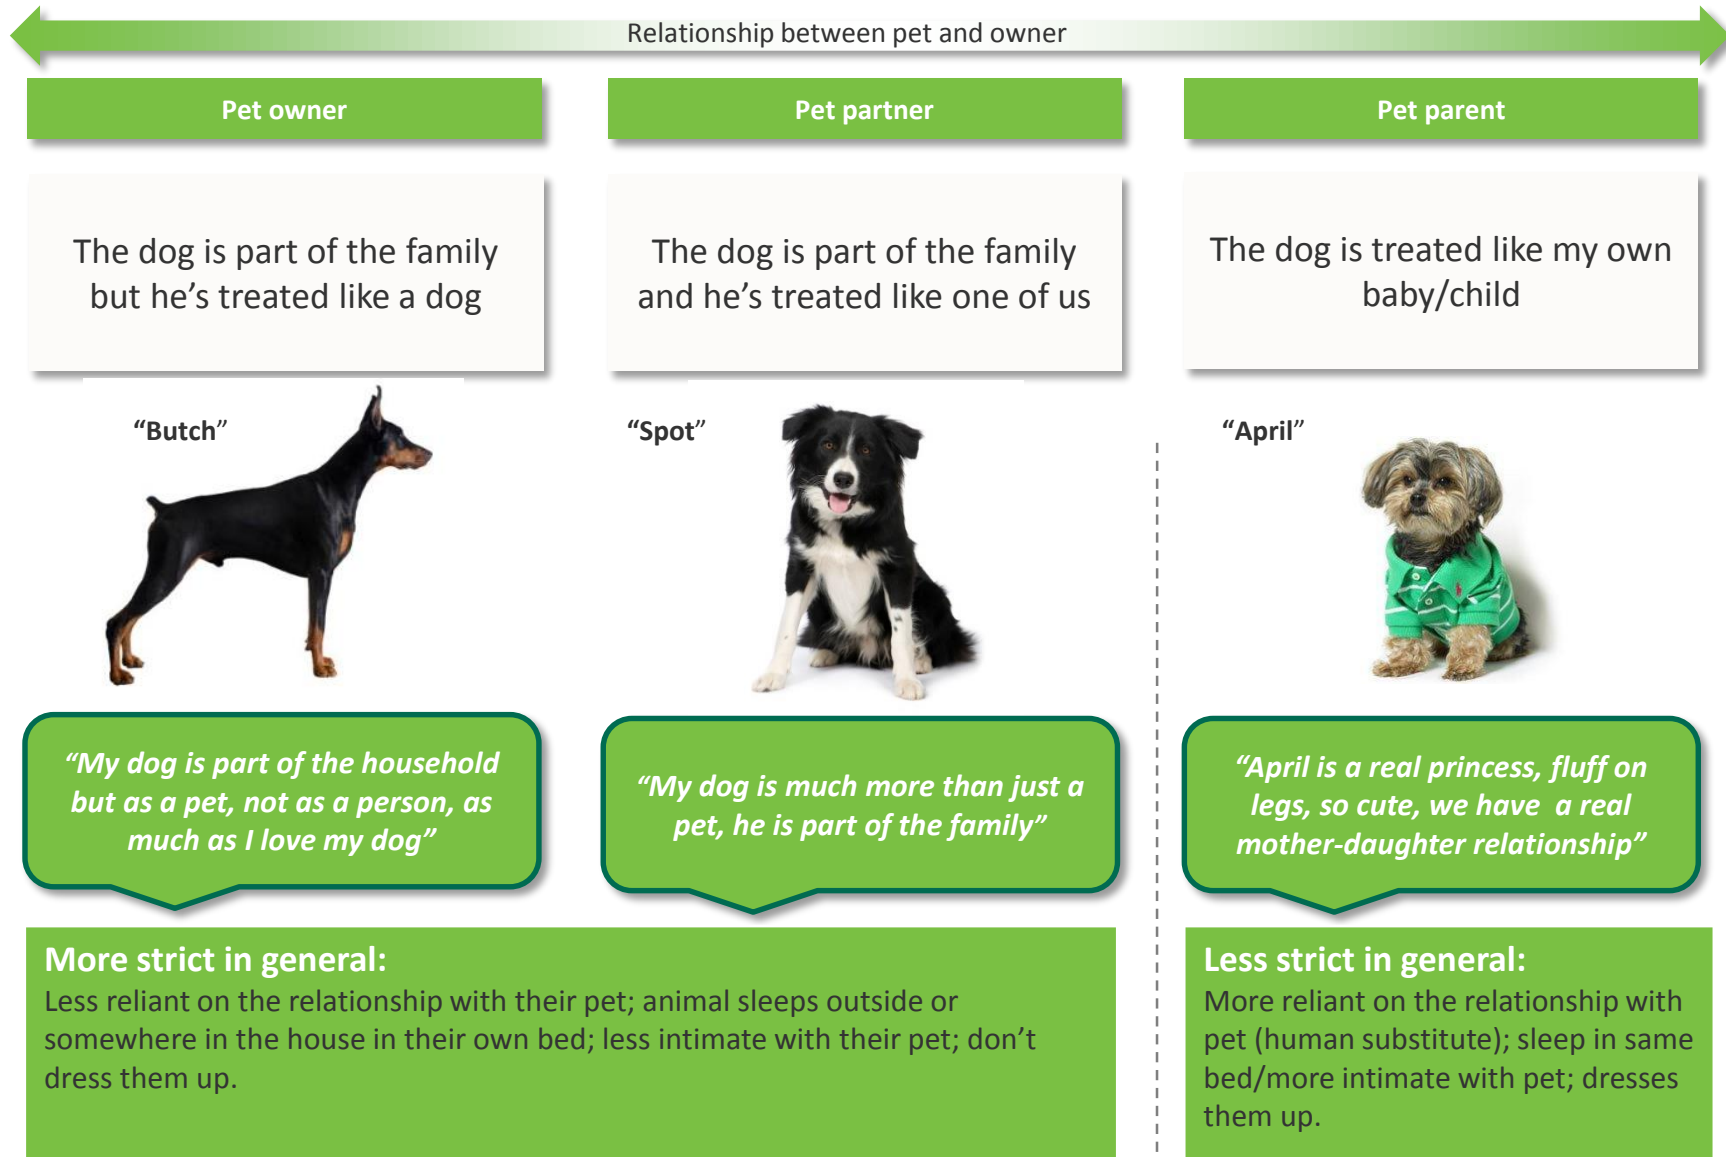 Relationship between pet and owner
Pet owner
Pet partner
Pet parent
The dog is part of the family
but he’s treated like a dog
The dog is part of the family
and he’s treated like one of us
The dog is treated like my own
baby/child
“Butch”
“Spot”
“April”
“My dog is part of the household
but as a pet, not as a person, as
much as I love my dog”
“My dog is much more than just a
pet, he is part of the family”
“April is a real princess, fluff on
legs, so cute, we have  a real
mother-daughter relationship”
More strict in general:
Less reliant on the relationship with their pet; animal sleeps outside or
somewhere in the house in their own bed; less intimate with their pet; don’t
dress them up.
Less strict in general:
More reliant on the relationship with
pet (human substitute); sleep in same
bed/more intimate with pet; dresses
them up.